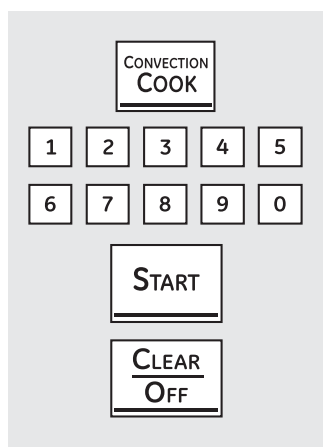 CONVECTION
COOK
1 2 3 4 5
6 7 8 9 0
START
CLEAR
OFF